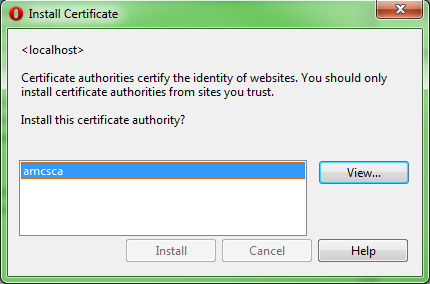 Install Certificate
<localhost>
Certificate authorities certify the identity of websites. You should only
install certificate authorities from sites you trust.
Install this certificate authority?
amcsca
View...
Install
Cancel
Help